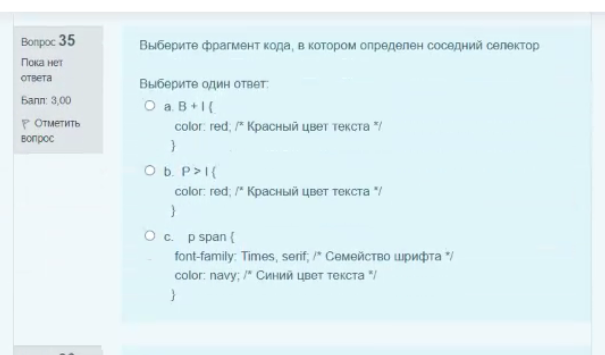 Вопрос 35
Пока нет
ответа
Балл: 3,00
Отметить
вопрос
Выберите фрагмент кода, в котором определен соседний селектор
Выберите один ответ:
a. B + I {
color: red; /* Красный цвет текста */
}
b. P > I {
color: red; /* Красный цвет текста */
}
c. p span {
font-family: Times, serif; /* Семейство шрифта */
color: navy; /* Синий цвет текста */
}